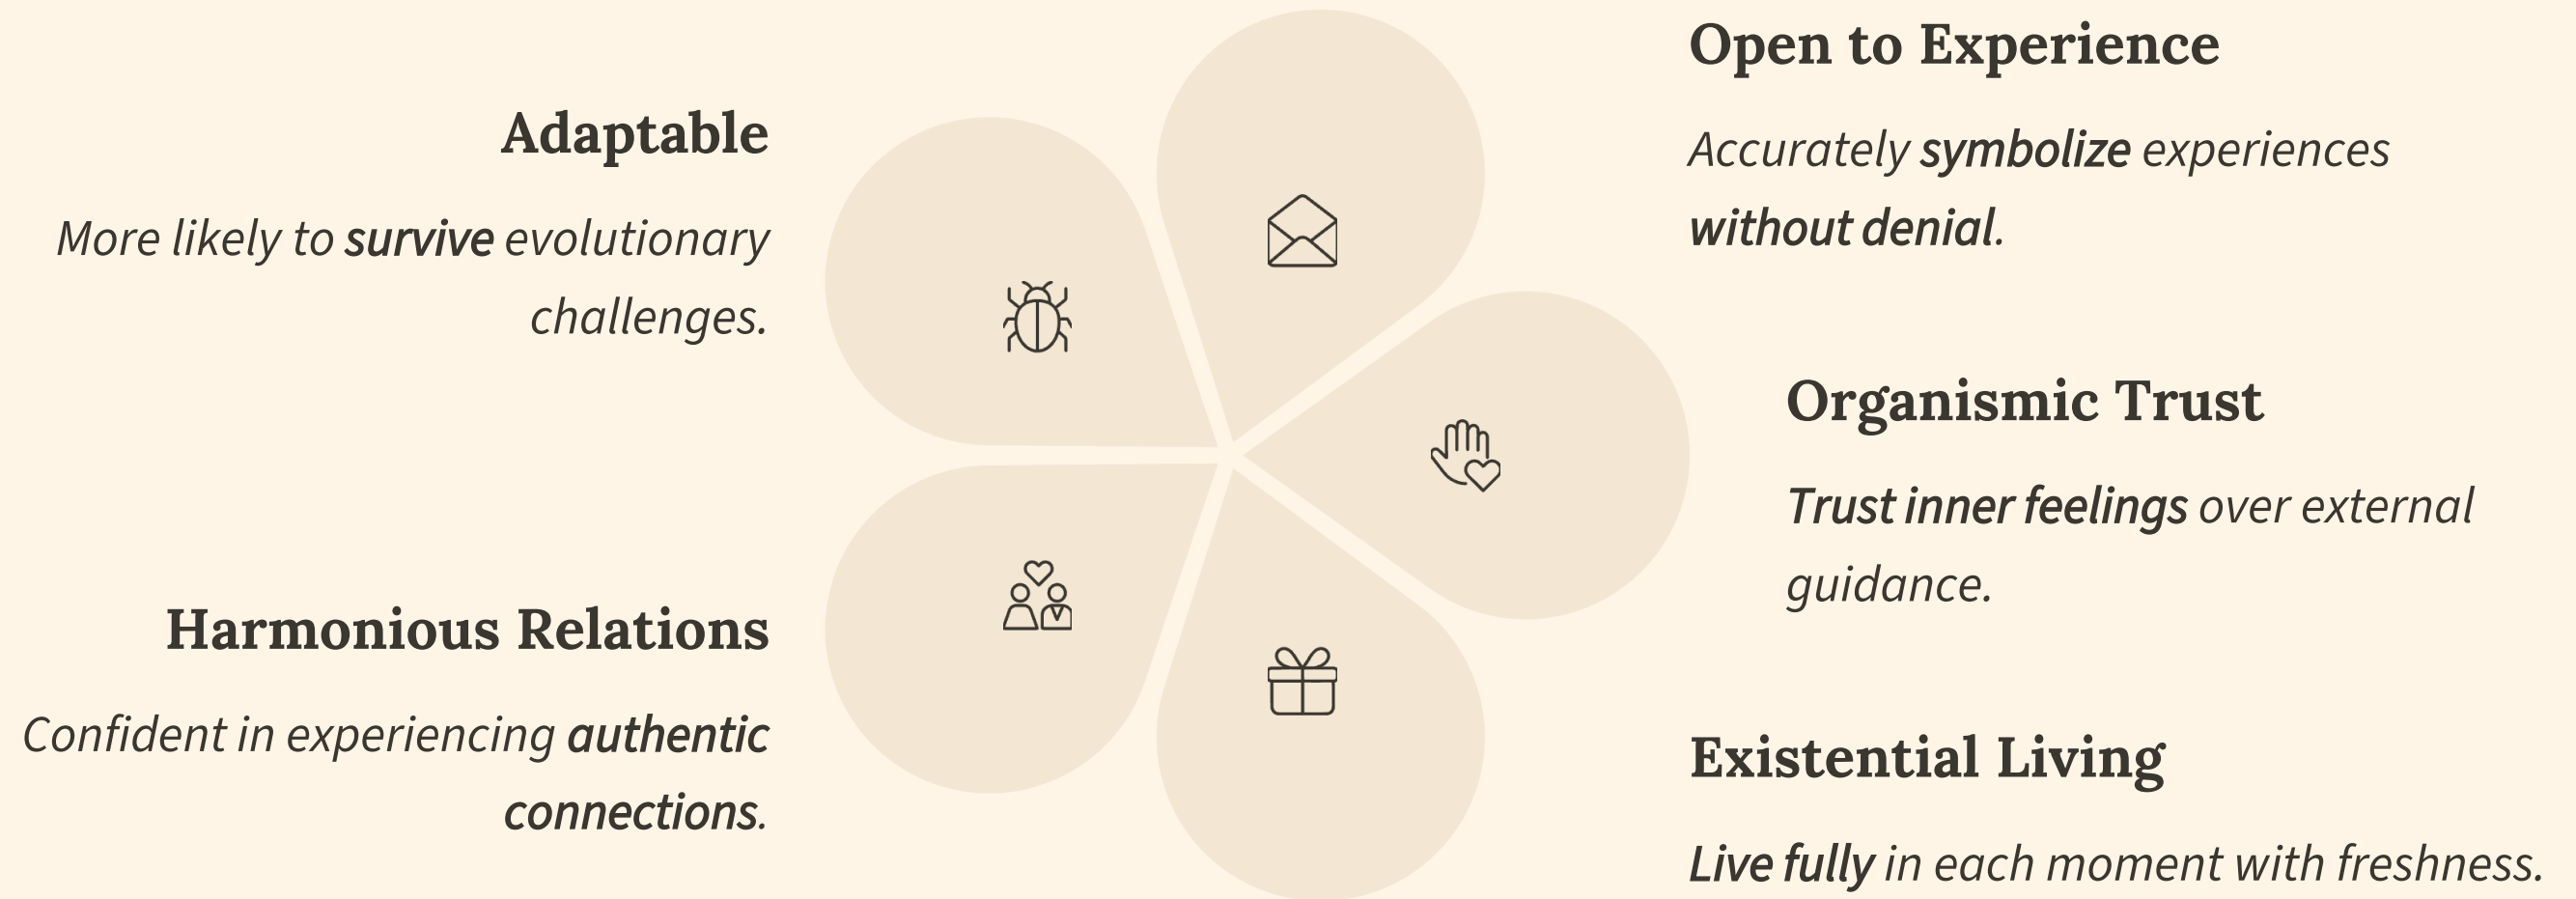 Adaptable
More likely to survive evolutionary
challenges.
Harmonious Relations
Confident in experiencing authentic
connections.
Open to Experience
Accurately symbolize experiences
without denial.
Organismic Trust
Trust inner feelings over external
guidance.
Existential Living
Live fully in each moment with freshness.